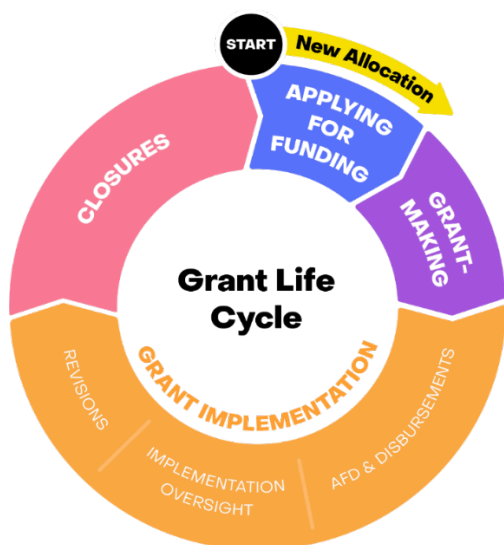 START
New Allocation
APPLYING
FOR
FUNDING
GRANT-
MAKING
Grant Life
Cycle
GRANT IMPLEMENTATION
AFD & DISBURSEMENTS
IMPLEMENTATION
OVERSIGHT
REVISIONS
CLOSURES